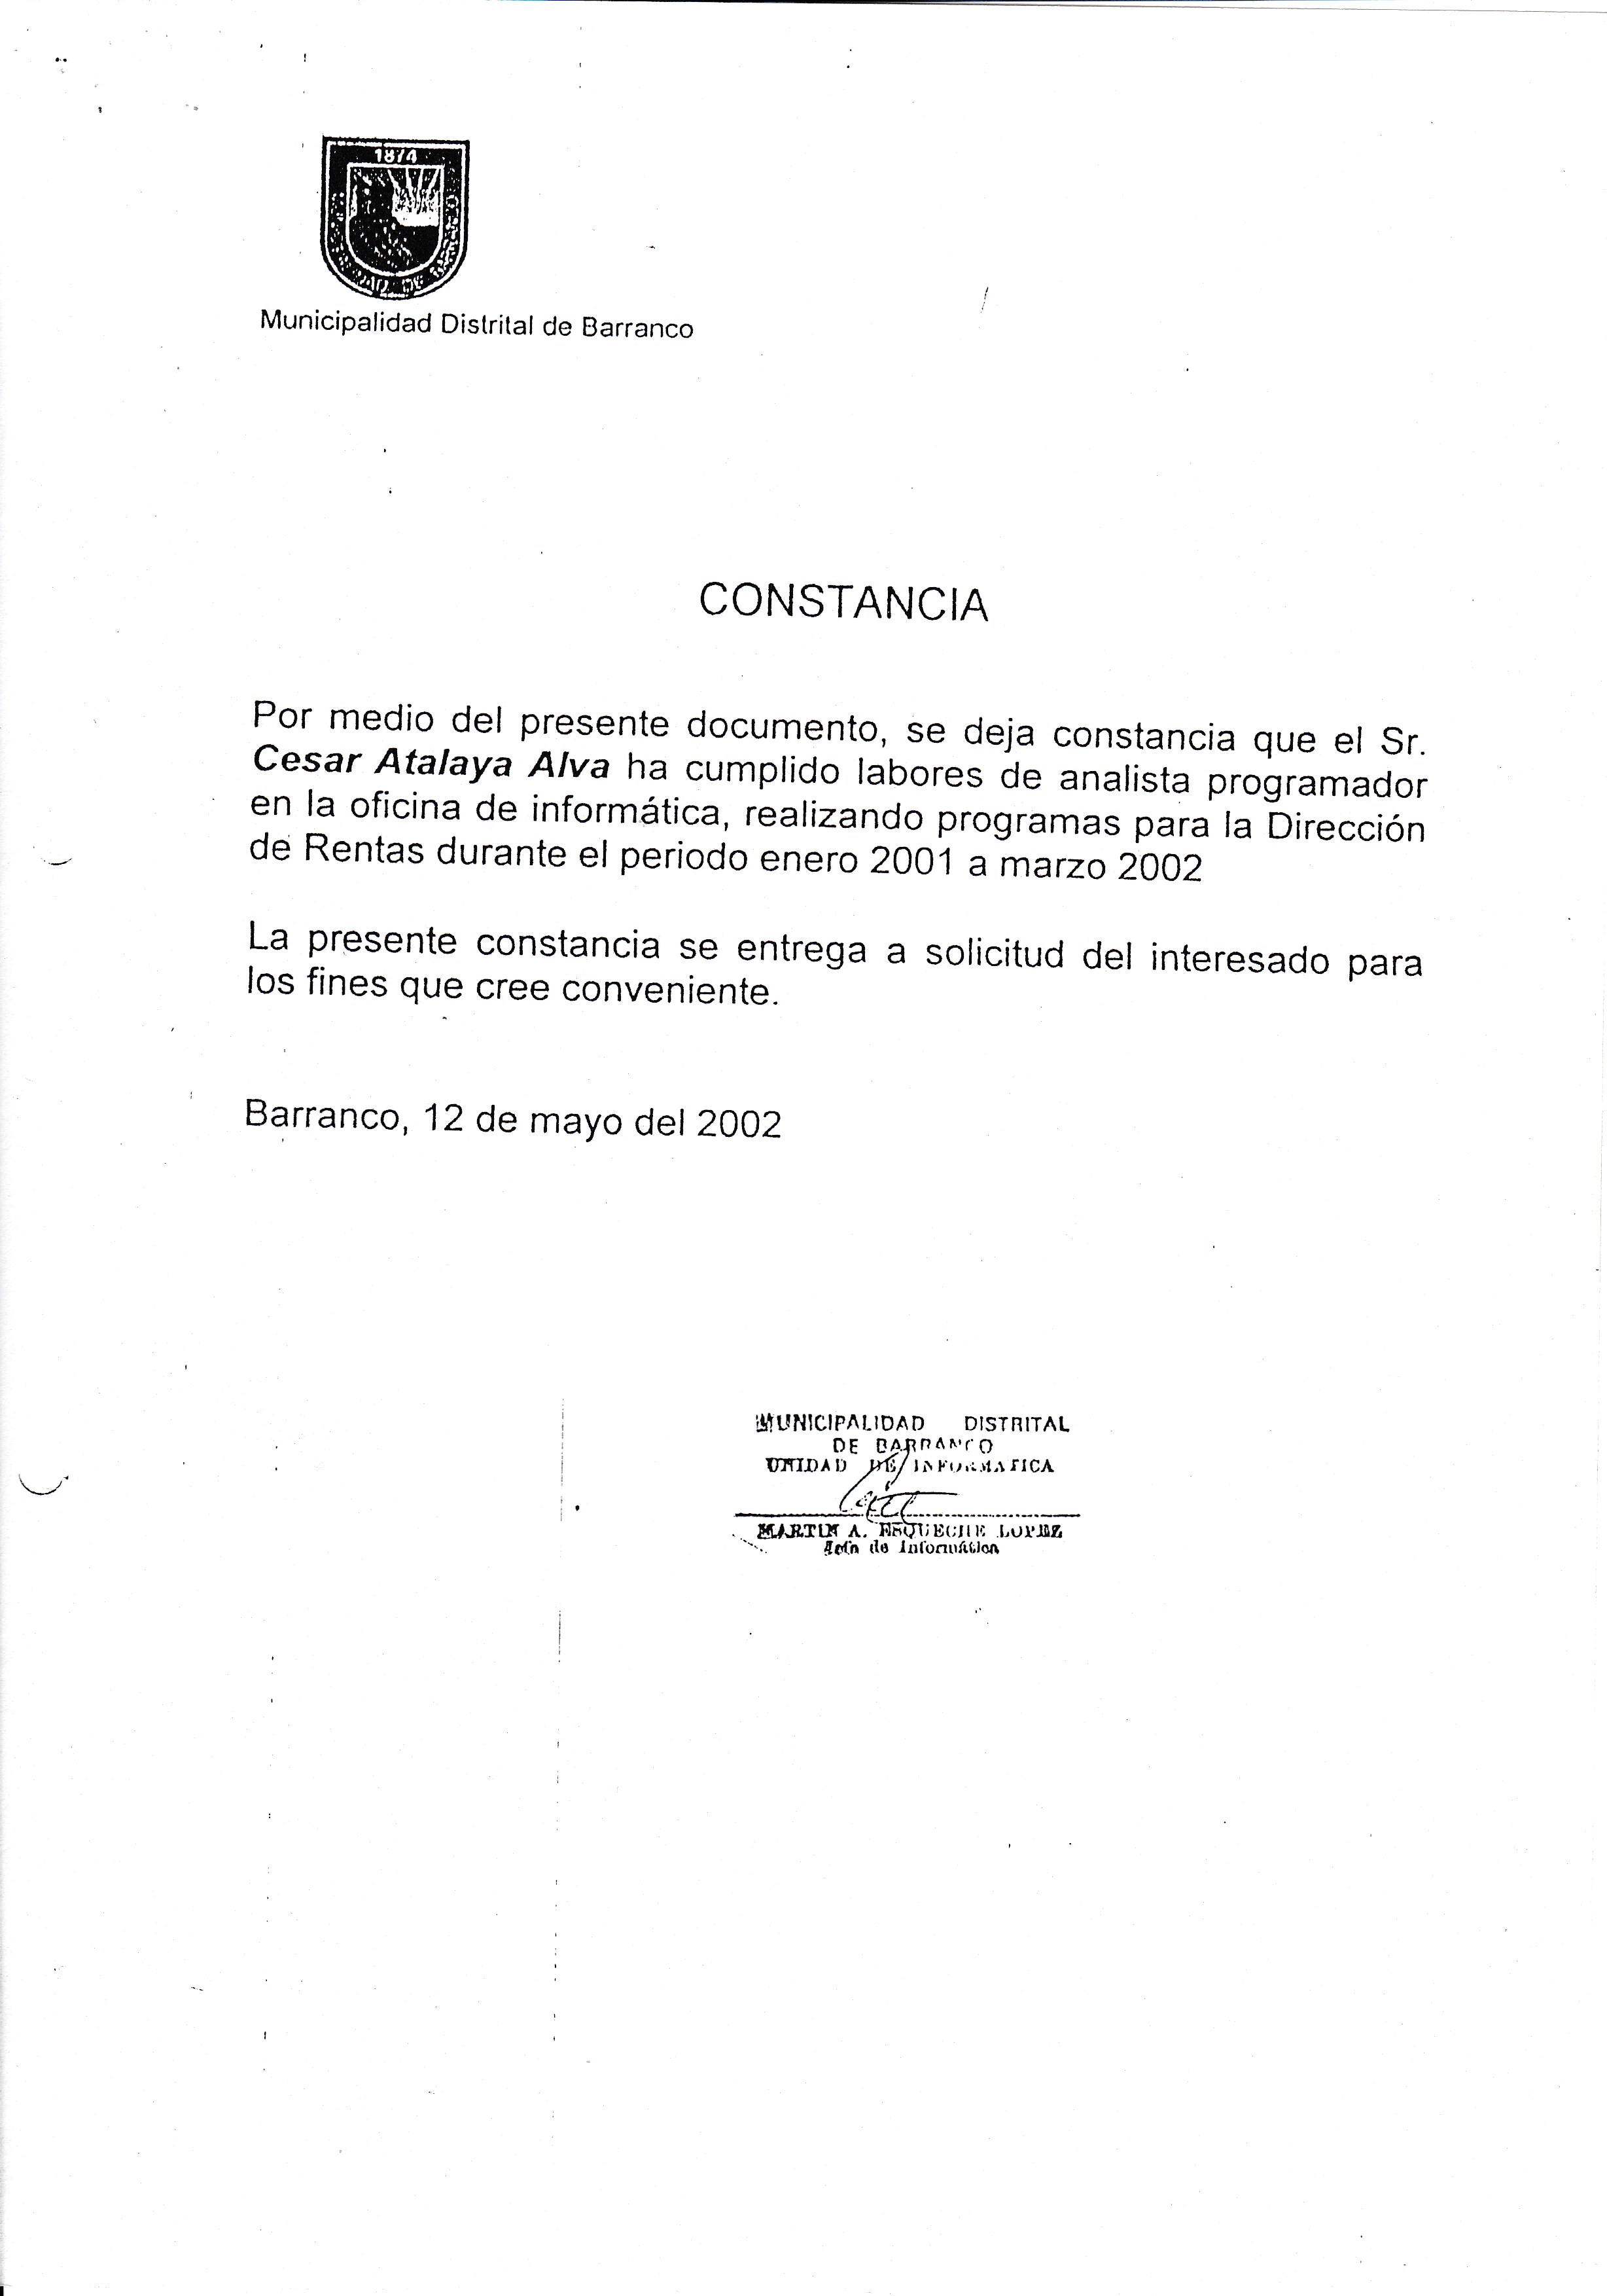 1874
Municipalidad Distrital de Barranco
CONSTANCIA
Por medio del presente documento, se deja constancia que el Sr.
Cesar Atalaya Alva ha cumplido labores de analista programador
en la oficina de informática, realizando programas para la Dirección
de Rentas durante el periodo enero 2001 a marzo 2002
La presente constancia se entrega a solicitud del interesado para
los fines que cree conveniente.
Barranco, 12 de mayo del 2002
MUNICIPALIDAD DISTRITAL
DE BARRANCO
UNIDAD DE INFORMATICA
MARTIN A. ESQUECHE LOPEZ
Jefe de Informática